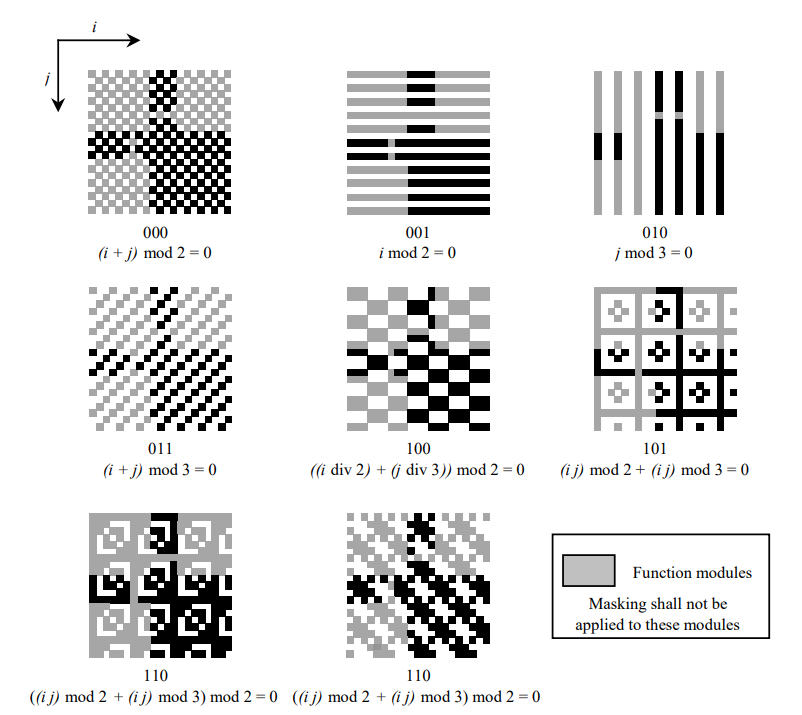 i
j
000
(i + j) mod 2 = 0
001
i mod 2 = 0
010
j mod 3 = 0
011
(i + j) mod 3 = 0
100
((i div 2) + (j div 3)) mod 2 = 0
101
(i j) mod 2 + (i j) mod 3 = 0
110
((i j) mod 2 + (i j) mod 3) mod 2 = 0
110
((i j) mod 2 + (i j) mod 3) mod 2 = 0
Function modules
Masking shall not be
applied to these modules